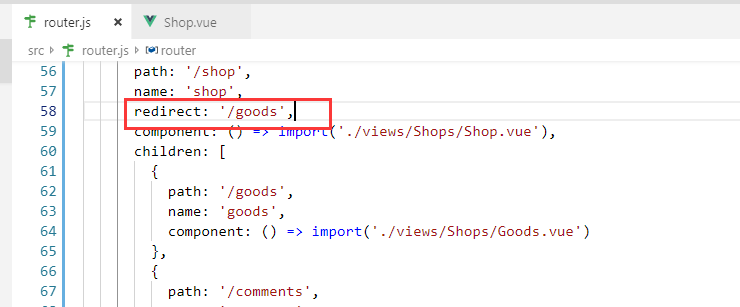 router.js × Shop.vue
src > router.js > router
56 path: '/shop',
57 name: 'shop',
58 redirect: '/goods',
59 component: () => import('./views/Shops/Shop.vue'),
60 children: [
61 {
62 path: '/goods',
63 name: 'goods',
64 component: () => import('./views/Shops/Goods.vue')
65 },
66 {
67 path: '/comments',